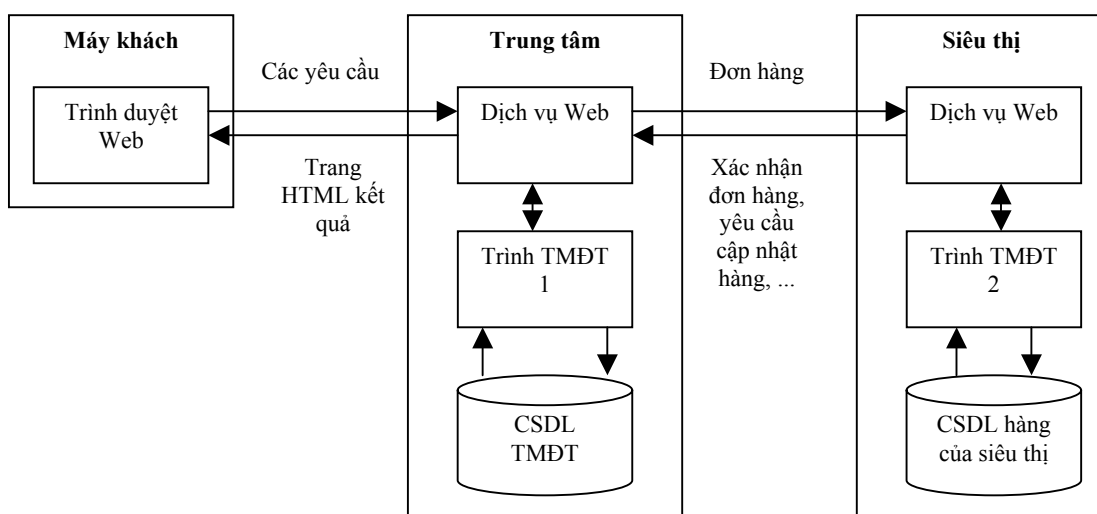 Máy khách
Trình duyệt
Web
Các yêu cầu
Trang
HTML kết
quả
Trung tâm
Dịch vụ Web
Trình TMĐT
1
CSDL
TMĐT
Đơn hàng
Xác nhận
đơn hàng,
yêu cầu
cập nhật
hàng, ...
Siêu thị
Dịch vụ Web
Trình TMĐT
2
CSDL hàng
của siêu thị